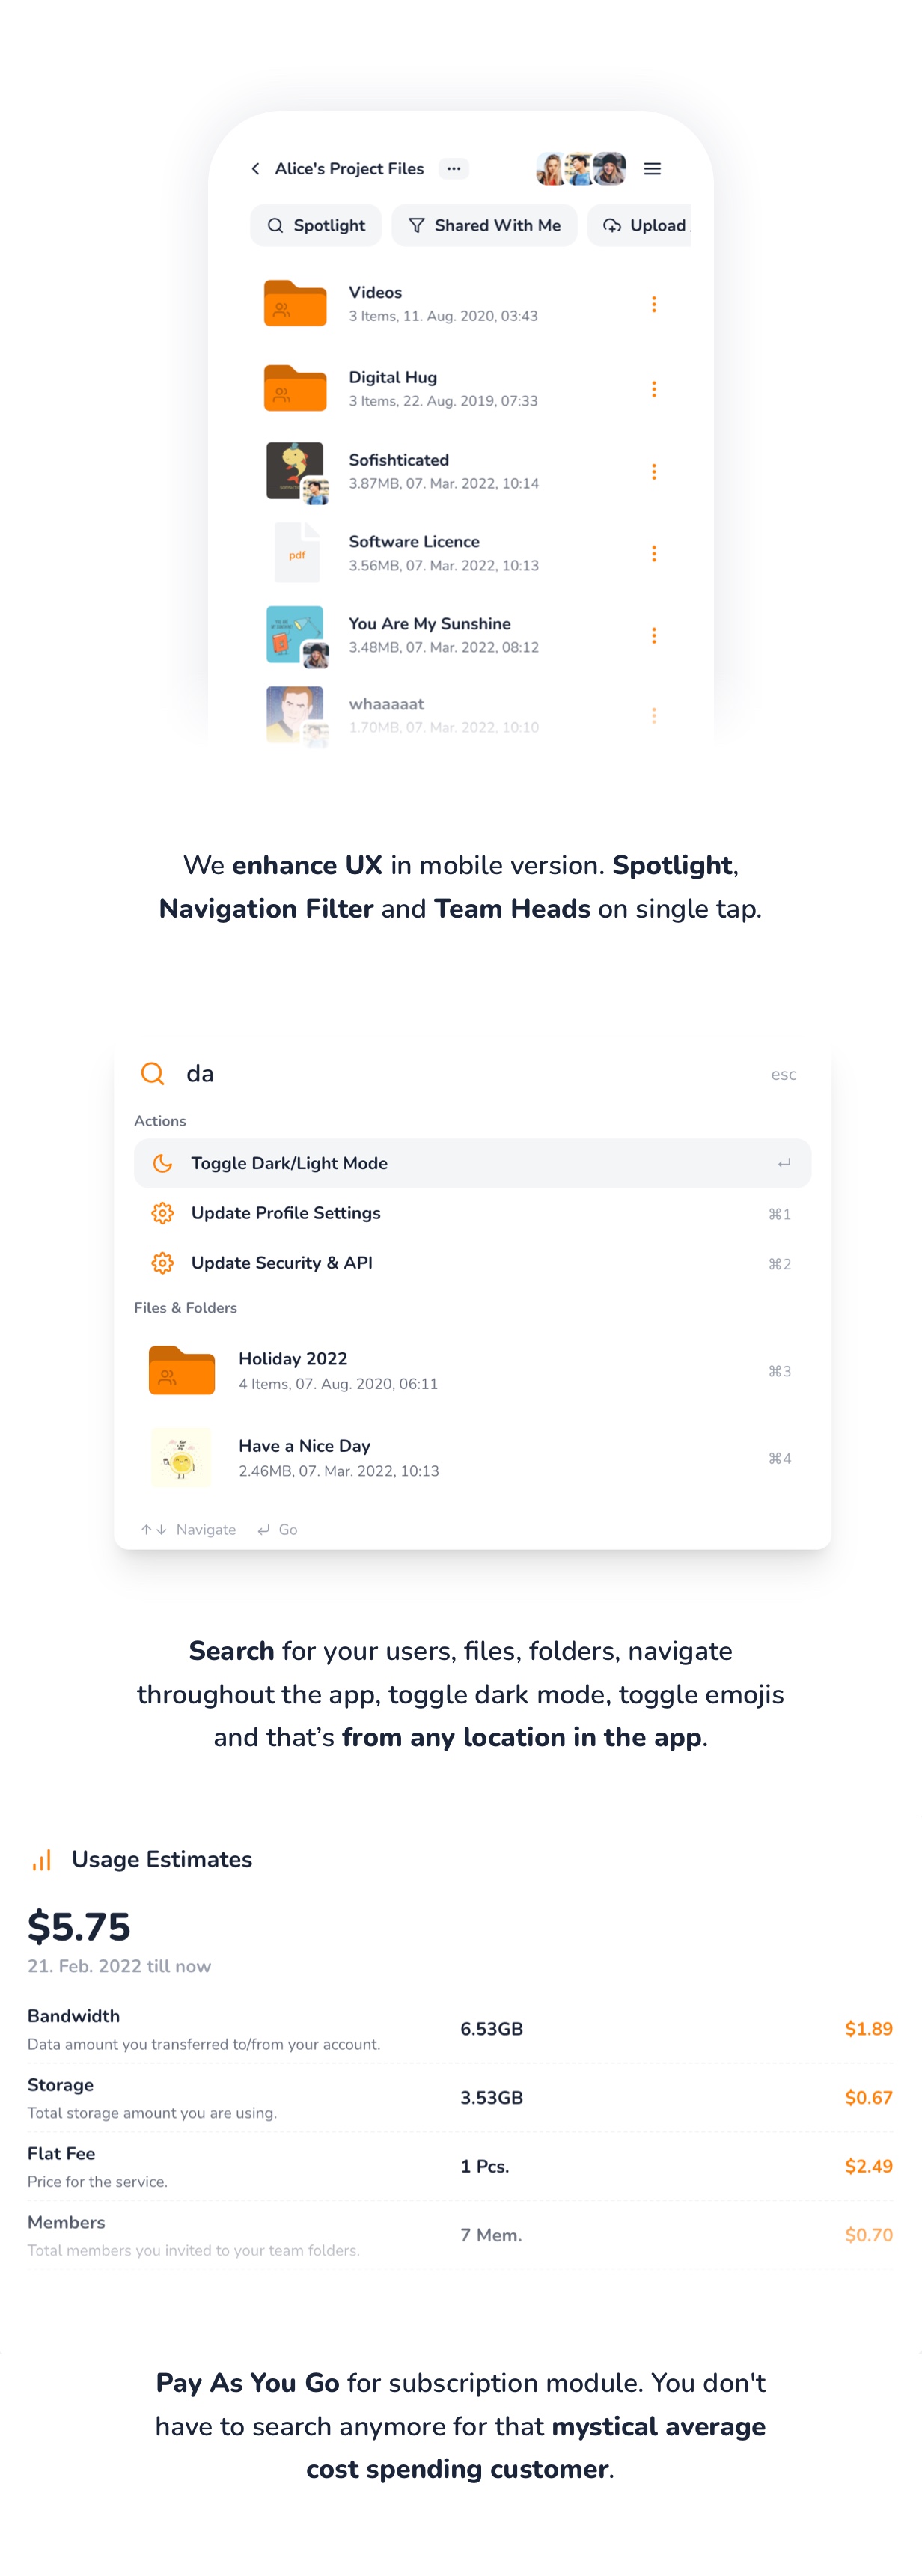 Alice's Project Files
Spotlight
Shared With Me
Upload
Videos
3 Items, 11. Aug. 2020, 03:43
Digital Hug
3 Items, 22. Aug. 2019, 07:33
Sofishticated
3.87MB, 07. Mar. 2022, 10:14
pdf
Software Licence
3.56MB, 07. Mar. 2022, 10:13
You Are My Sunshine
3.48MB, 07. Mar. 2022, 08:12
whaaaaat
1.70MB, 07. Mar. 2022, 10:10
We enhance UX in mobile version. Spotlight,
Navigation Filter and Team Heads on single tap.
da
esc
Actions
Toggle Dark/Light Mode
Update Profile Settings
⌘1
Update Security & API
⌘2
Files & Folders
Holiday 2022
4 Items, 07. Aug. 2020, 06:11
⌘3
Have a Nice Day
2.46MB, 07. Mar. 2022, 10:13
⌘4
↑↓ Navigate
↵ Go
Search for your users, files, folders, navigate
throughout the app, toggle dark mode, toggle emojis
and that’s from any location in the app.
Usage Estimates
$5.75
21. Feb. 2022 till now
Bandwidth
Data amount you transferred to/from your account.
6.53GB
$1.89
Storage
Total storage amount you are using.
3.53GB
$0.67
Flat Fee
Price for the service.
1 Pcs.
$2.49
Members
Total members you invited to your team folders.
7 Mem.
$0.70
Pay As You Go for subscription module. You don't
have to search anymore for that mystical average
cost spending customer.